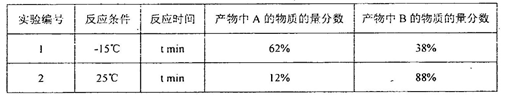 实验编号 反应条件 反应时间 产物中 A 的物质的量分数 产物中 B 的物质的量分数
1 -15℃ t min 62% 38%
2 25℃ t min 12% 88%